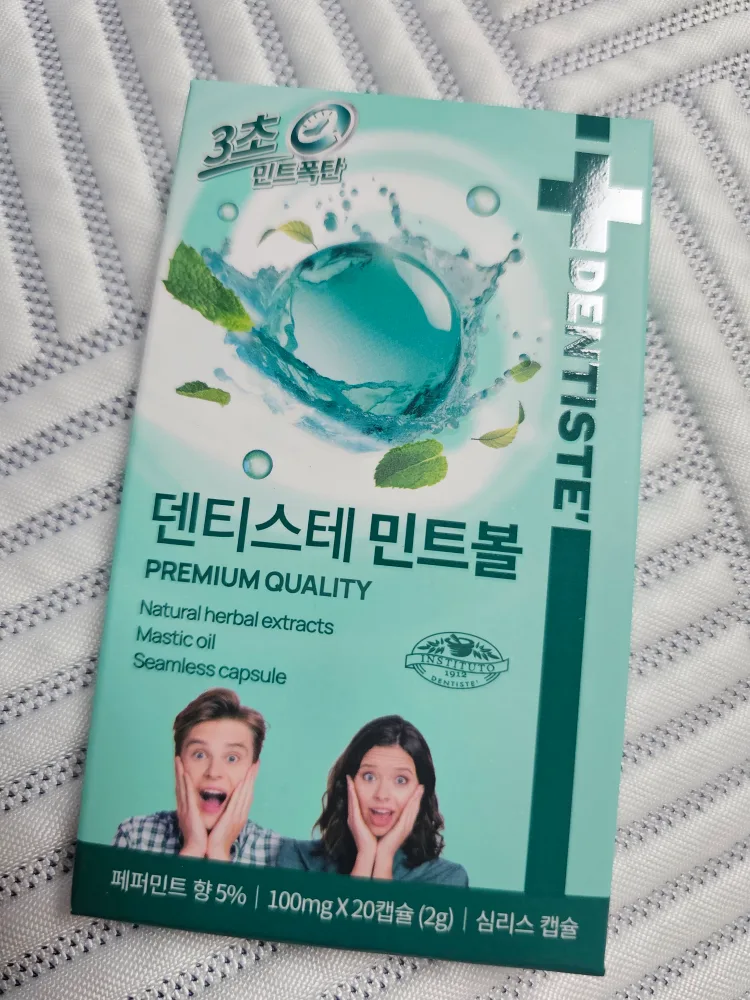 3초
민트폭탄
DENTISTE'
덴티스테 민트볼
PREMIUM QUALITY
Natural herbal extracts
Mastic oil
Seamless capsule
INSTITUTO
1912
DENTISTE'
페퍼민트 향 5% | 100mg X 20캡슐 (2g) | 심리스 캡슐